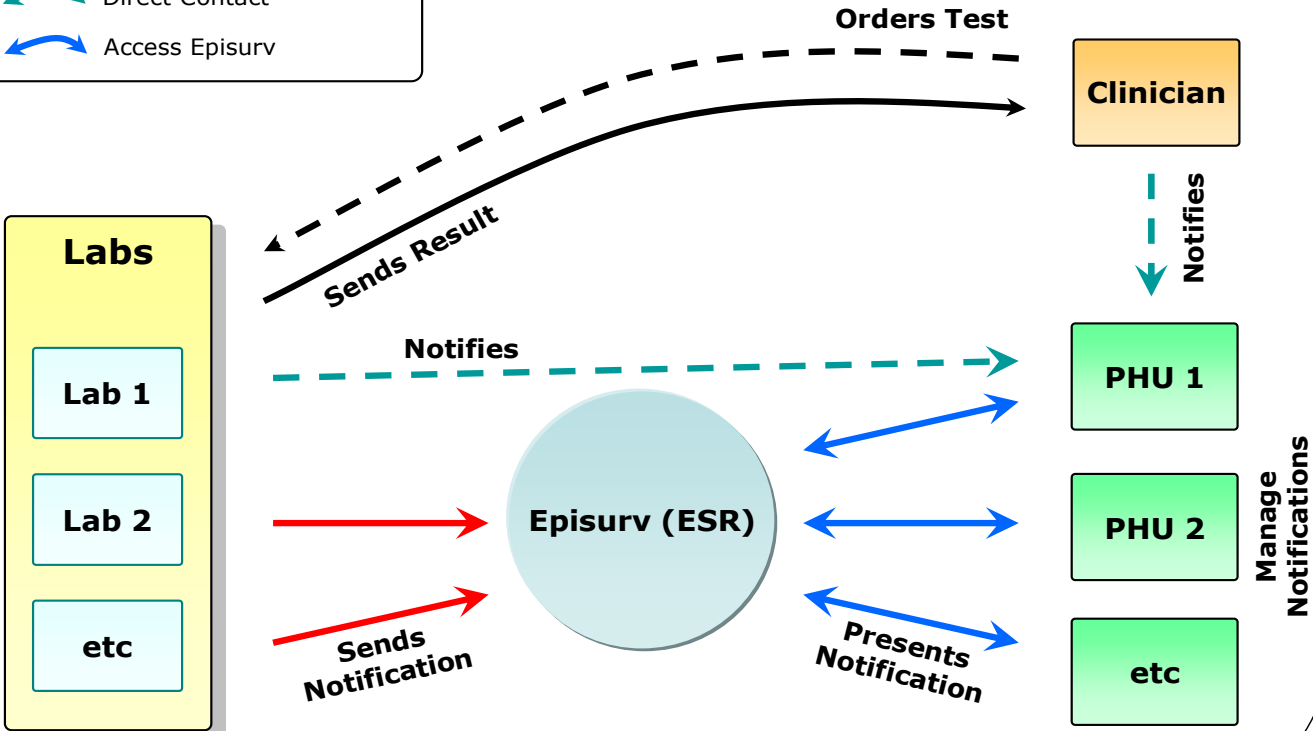 Direct Contact
Access Episurv
Orders Test
Clinician
Sends Result
Notifies
Labs
Notifies
Lab 1
PHU 1
Lab 2
Episurv (ESR)
PHU 2
Manage
Notifications
etc
Sends
Notification
Presents
Notification
etc